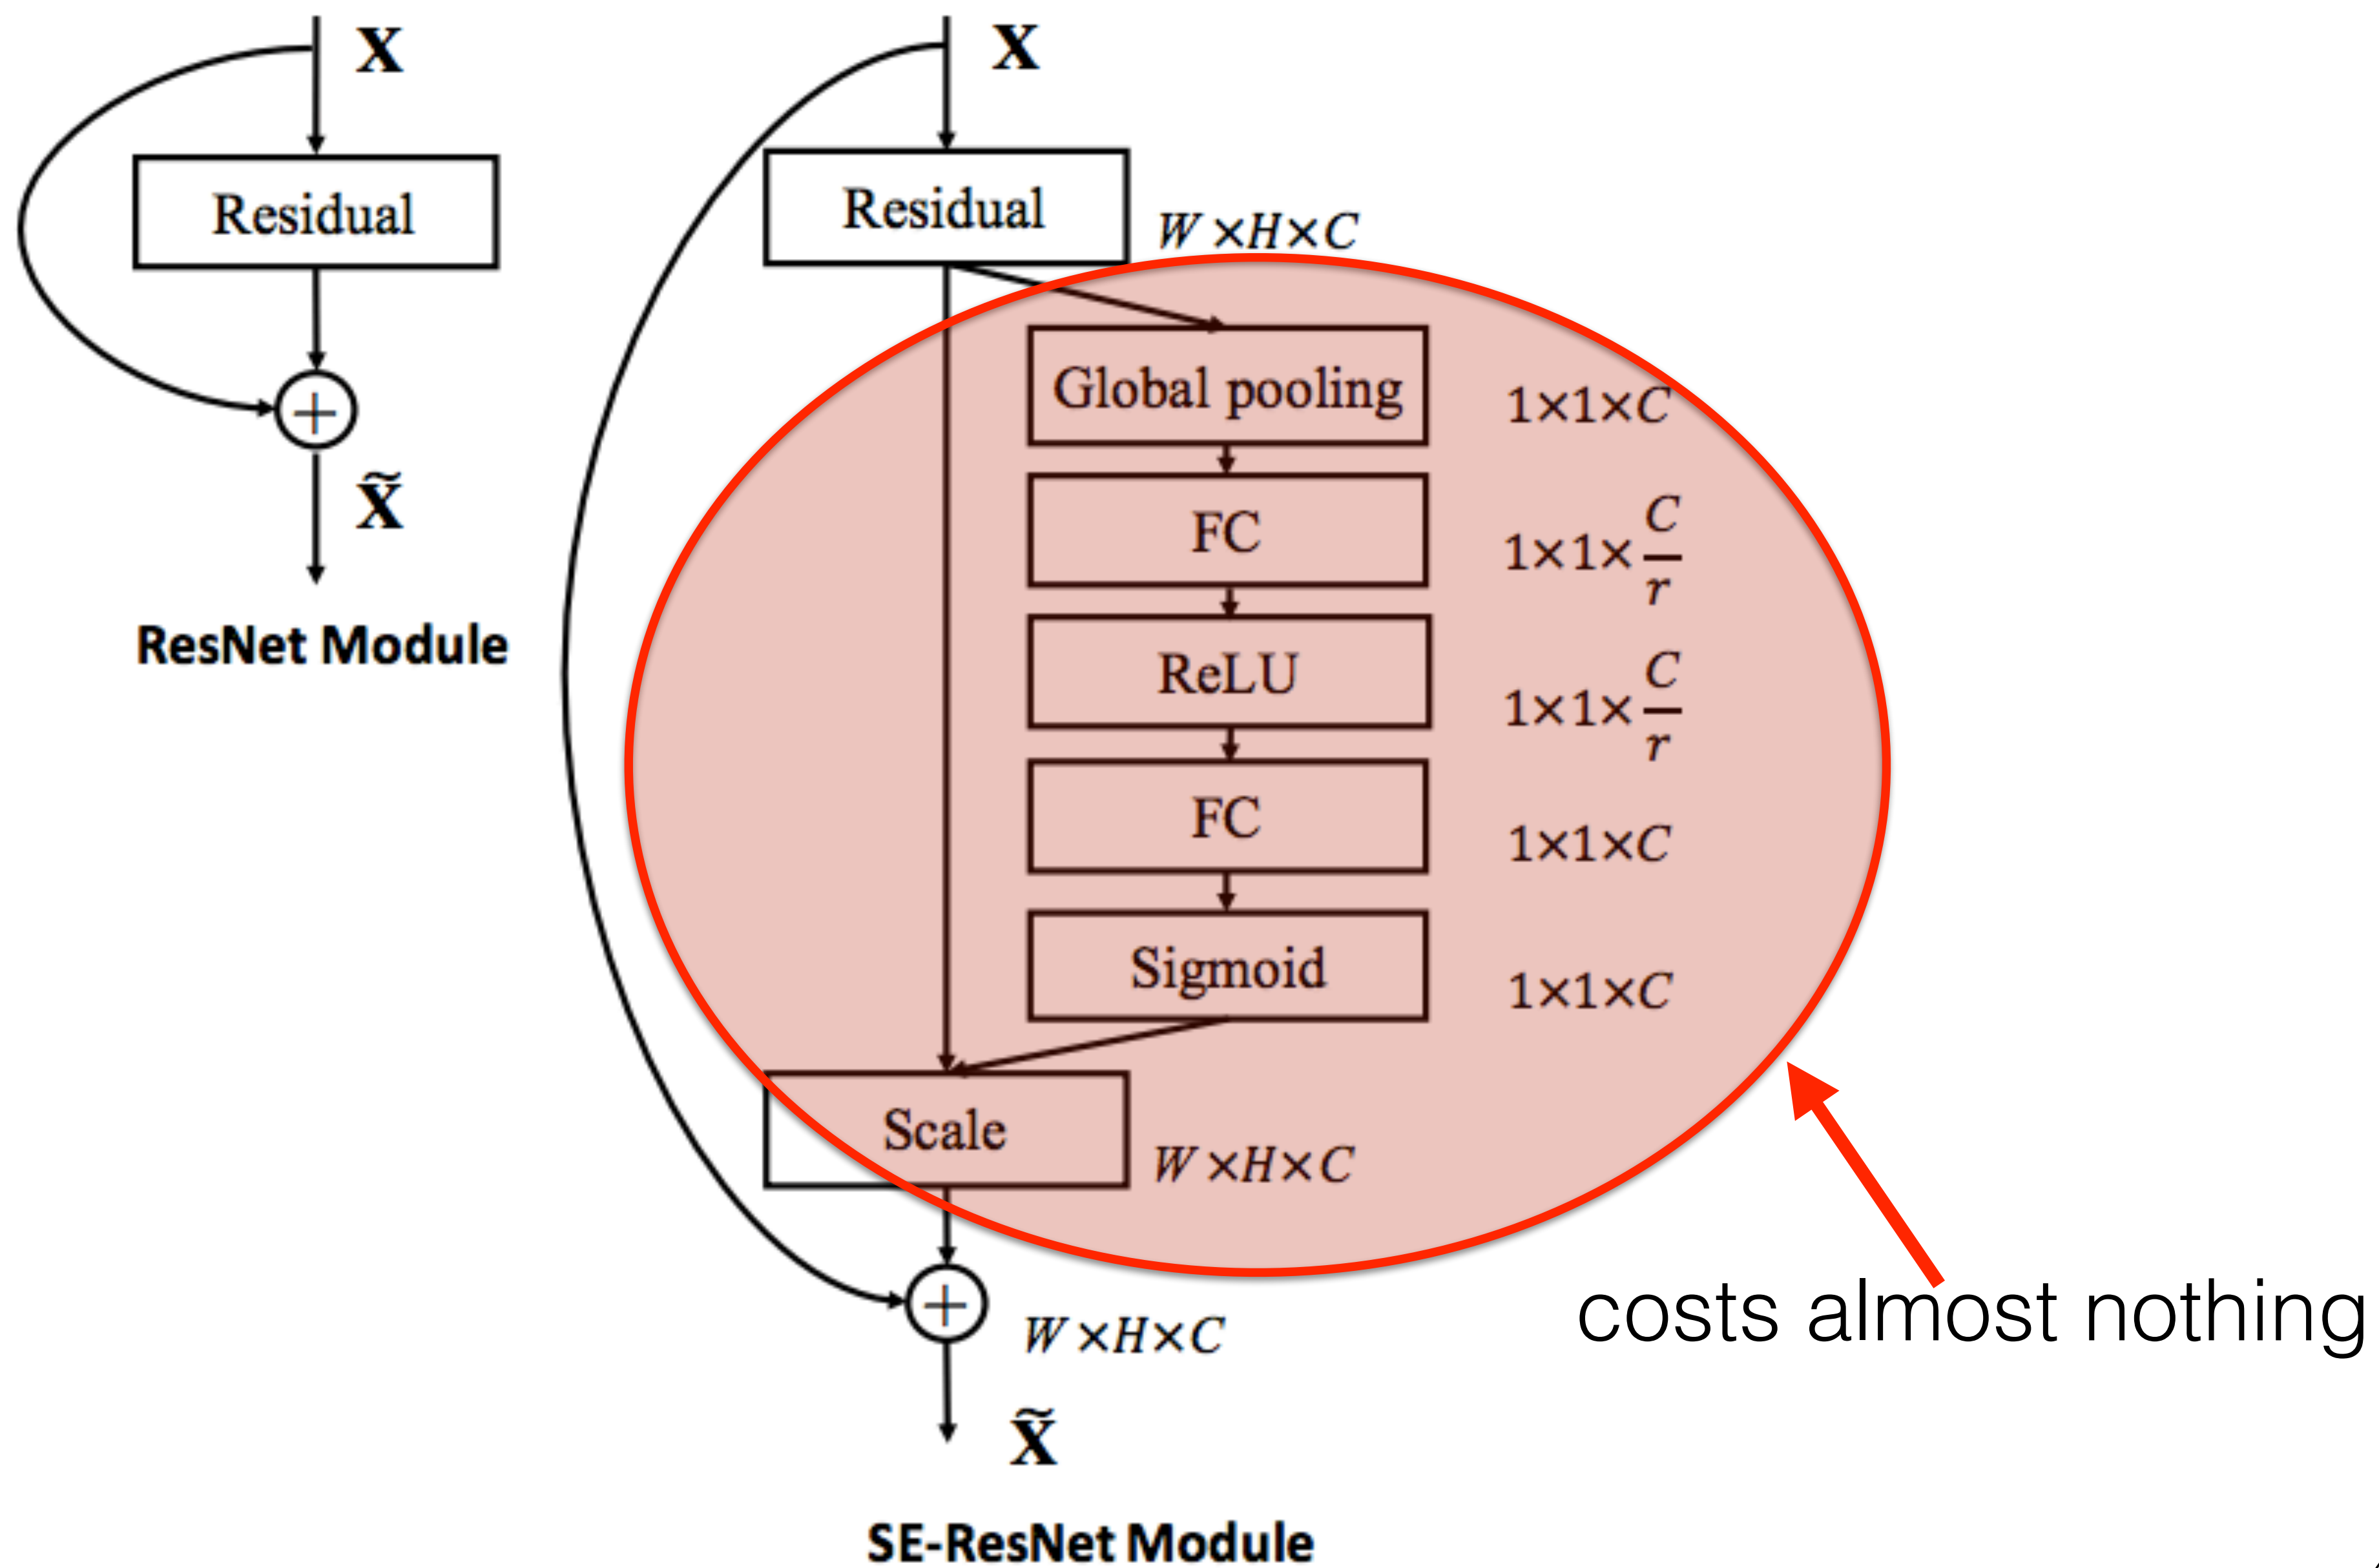 X
Residual
+
X̃
ResNet Module
X
Residual
W×H×C
Global pooling
1×1×C
FC
1×1×C/r
ReLU
1×1×C/r
FC
1×1×C
Sigmoid
1×1×C
Scale
W×H×C
+
W×H×C
X̃
SE-ResNet Module
costs almost nothing